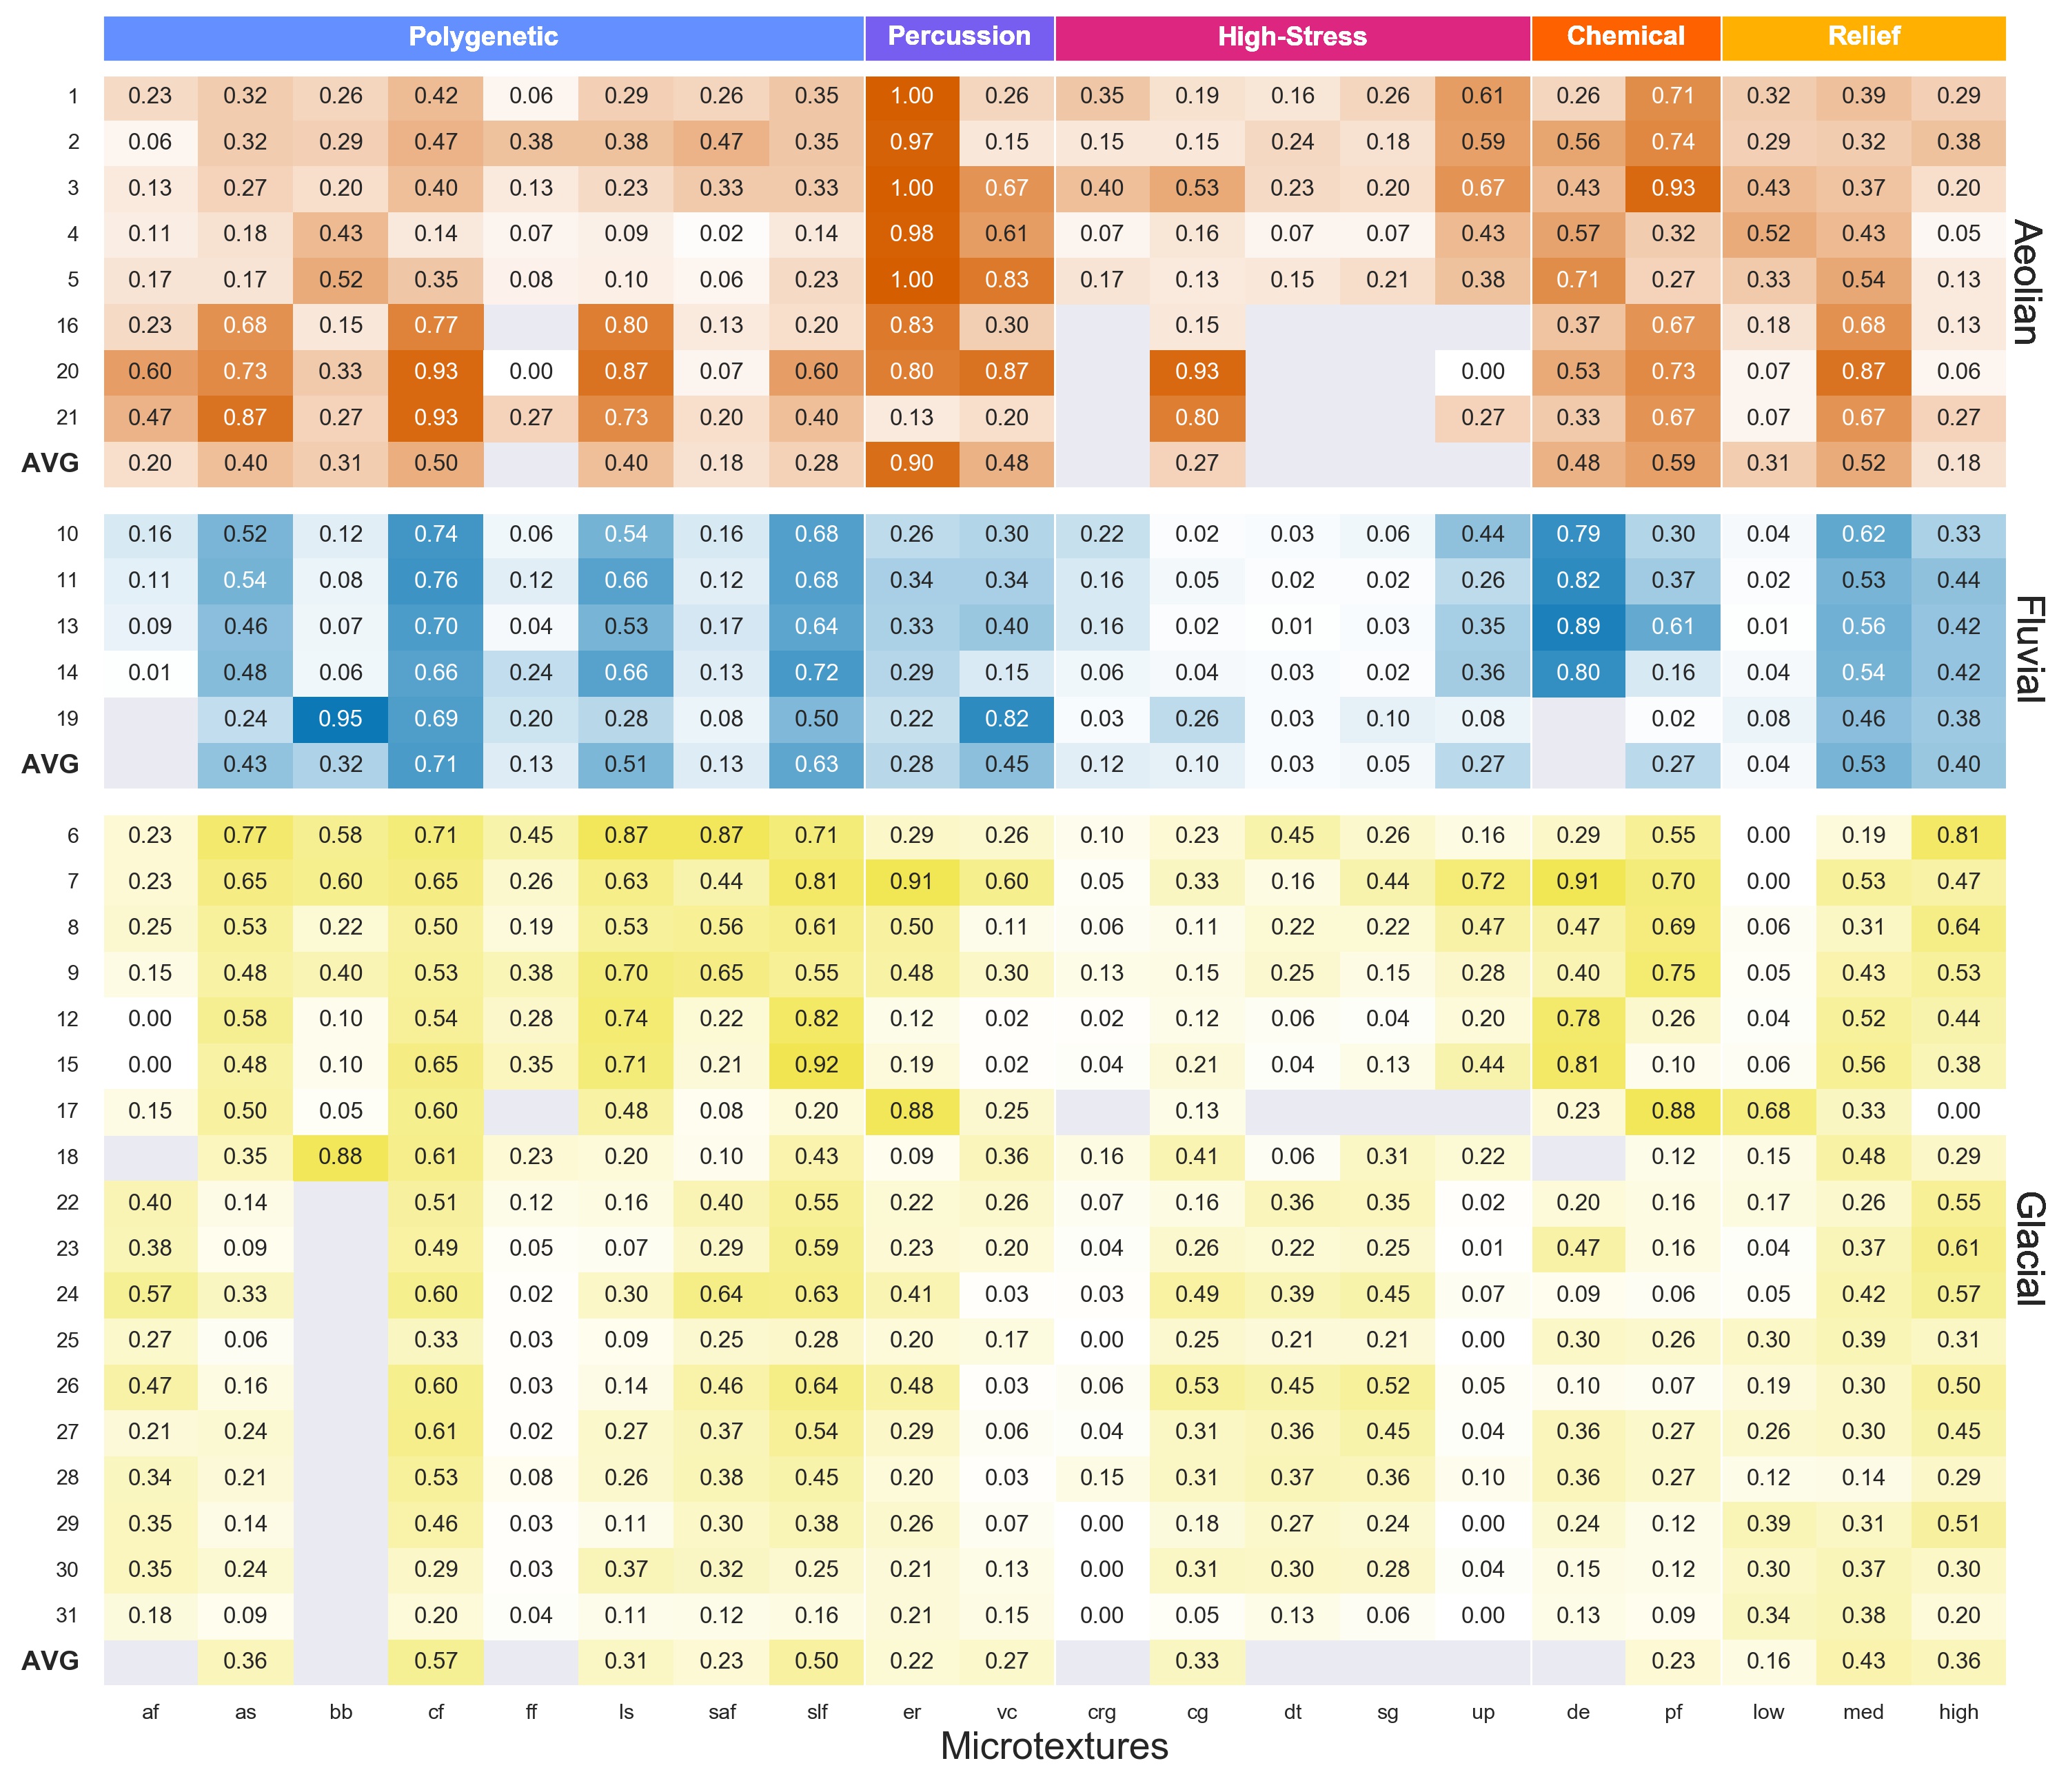 Polygenetic Percussion High-Stress Chemical Relief
1 0.23 0.32 0.26 0.42 0.06 0.29 0.26 0.35 1.00 0.26 0.35 0.19 0.16 0.26 0.61 0.26 0.71 0.32 0.39 0.29
2 0.06 0.32 0.29 0.47 0.38 0.38 0.47 0.35 0.97 0.15 0.15 0.15 0.24 0.18 0.59 0.56 0.74 0.29 0.32 0.38
3 0.13 0.27 0.20 0.40 0.13 0.23 0.33 0.33 1.00 0.67 0.40 0.53 0.23 0.20 0.67 0.43 0.93 0.43 0.37 0.20
4 0.11 0.18 0.43 0.14 0.07 0.09 0.02 0.14 0.98 0.61 0.07 0.16 0.07 0.07 0.43 0.57 0.32 0.52 0.43 0.05
5 0.17 0.17 0.52 0.35 0.08 0.10 0.06 0.23 1.00 0.83 0.17 0.13 0.15 0.21 0.38 0.71 0.27 0.33 0.54 0.13
16 0.23 0.68 0.15 0.77 0.80 0.13 0.20 0.83 0.30 0.15 0.37 0.67 0.18 0.68 0.13
20 0.60 0.73 0.33 0.93 0.00 0.87 0.07 0.60 0.80 0.87 0.93 0.00 0.53 0.73 0.07 0.87 0.06
21 0.47 0.87 0.27 0.93 0.27 0.73 0.20 0.40 0.13 0.20 0.80 0.27 0.33 0.67 0.07 0.67 0.27
AVG 0.20 0.40 0.31 0.50 0.40 0.18 0.28 0.90 0.48 0.27 0.48 0.59 0.31 0.52 0.18
Aeolian
10 0.16 0.52 0.12 0.74 0.06 0.54 0.16 0.68 0.26 0.30 0.22 0.02 0.03 0.06 0.44 0.79 0.30 0.04 0.62 0.33
11 0.11 0.54 0.08 0.76 0.12 0.66 0.12 0.68 0.34 0.34 0.16 0.05 0.02 0.02 0.26 0.82 0.37 0.02 0.53 0.44
13 0.09 0.46 0.07 0.70 0.04 0.53 0.17 0.64 0.33 0.40 0.16 0.02 0.01 0.03 0.35 0.89 0.61 0.01 0.56 0.42
14 0.01 0.48 0.06 0.66 0.24 0.66 0.13 0.72 0.29 0.15 0.06 0.04 0.03 0.02 0.36 0.80 0.16 0.04 0.54 0.42
19 0.24 0.95 0.69 0.20 0.28 0.08 0.50 0.22 0.82 0.03 0.26 0.03 0.10 0.08 0.02 0.08 0.46 0.38
AVG 0.43 0.32 0.71 0.13 0.51 0.13 0.63 0.28 0.45 0.12 0.10 0.03 0.05 0.27 0.27 0.04 0.53 0.40
Fluvial
6 0.23 0.77 0.58 0.71 0.45 0.87 0.87 0.71 0.29 0.26 0.10 0.23 0.45 0.26 0.16 0.29 0.55 0.00 0.19 0.81
7 0.23 0.65 0.60 0.65 0.26 0.63 0.44 0.81 0.91 0.60 0.05 0.33 0.16 0.44 0.72 0.91 0.70 0.00 0.53 0.47
8 0.25 0.53 0.22 0.50 0.19 0.53 0.56 0.61 0.50 0.11 0.06 0.11 0.22 0.22 0.47 0.47 0.69 0.06 0.31 0.64
9 0.15 0.48 0.40 0.53 0.38 0.70 0.65 0.55 0.48 0.30 0.13 0.15 0.25 0.15 0.28 0.40 0.75 0.05 0.43 0.53
12 0.00 0.58 0.10 0.54 0.28 0.74 0.22 0.82 0.12 0.02 0.02 0.12 0.06 0.04 0.20 0.78 0.26 0.04 0.52 0.44
15 0.00 0.48 0.10 0.65 0.35 0.71 0.21 0.92 0.19 0.02 0.04 0.21 0.04 0.13 0.44 0.81 0.10 0.06 0.56 0.38
17 0.15 0.50 0.05 0.60 0.48 0.08 0.20 0.88 0.25 0.13 0.23 0.88 0.68 0.33 0.00
18 0.35 0.88 0.61 0.23 0.20 0.10 0.43 0.09 0.36 0.16 0.41 0.06 0.31 0.22 0.12 0.15 0.48 0.29
22 0.40 0.14 0.51 0.12 0.16 0.40 0.55 0.22 0.26 0.07 0.16 0.36 0.35 0.02 0.20 0.16 0.17 0.26 0.55
23 0.38 0.09 0.49 0.05 0.07 0.29 0.59 0.23 0.20 0.04 0.26 0.22 0.25 0.01 0.47 0.16 0.04 0.37 0.61
24 0.57 0.33 0.60 0.02 0.30 0.64 0.63 0.41 0.03 0.03 0.49 0.39 0.45 0.07 0.09 0.06 0.05 0.42 0.57
25 0.27 0.06 0.33 0.03 0.09 0.25 0.28 0.20 0.17 0.00 0.25 0.21 0.21 0.00 0.30 0.26 0.30 0.39 0.31
26 0.47 0.16 0.60 0.03 0.14 0.46 0.64 0.48 0.03 0.06 0.53 0.45 0.52 0.05 0.10 0.07 0.19 0.30 0.50
27 0.21 0.24 0.61 0.02 0.27 0.37 0.54 0.29 0.06 0.04 0.31 0.36 0.45 0.04 0.36 0.27 0.26 0.30 0.45
28 0.34 0.21 0.53 0.08 0.26 0.38 0.45 0.20 0.03 0.15 0.31 0.37 0.36 0.10 0.36 0.27 0.12 0.14 0.29
29 0.35 0.14 0.46 0.03 0.11 0.30 0.38 0.26 0.07 0.00 0.18 0.27 0.24 0.00 0.24 0.12 0.39 0.31 0.51
30 0.35 0.24 0.29 0.03 0.37 0.32 0.25 0.21 0.13 0.00 0.31 0.30 0.28 0.04 0.15 0.12 0.30 0.37 0.30
31 0.18 0.09 0.20 0.04 0.11 0.12 0.16 0.21 0.15 0.00 0.05 0.13 0.06 0.00 0.13 0.09 0.34 0.38 0.20
AVG 0.36 0.57 0.31 0.23 0.50 0.22 0.27 0.33 0.23 0.16 0.43 0.36
Glacial
af as bb cf ff ls saf slf er vc crg cg dt sg up de pf low med high
Microtextures